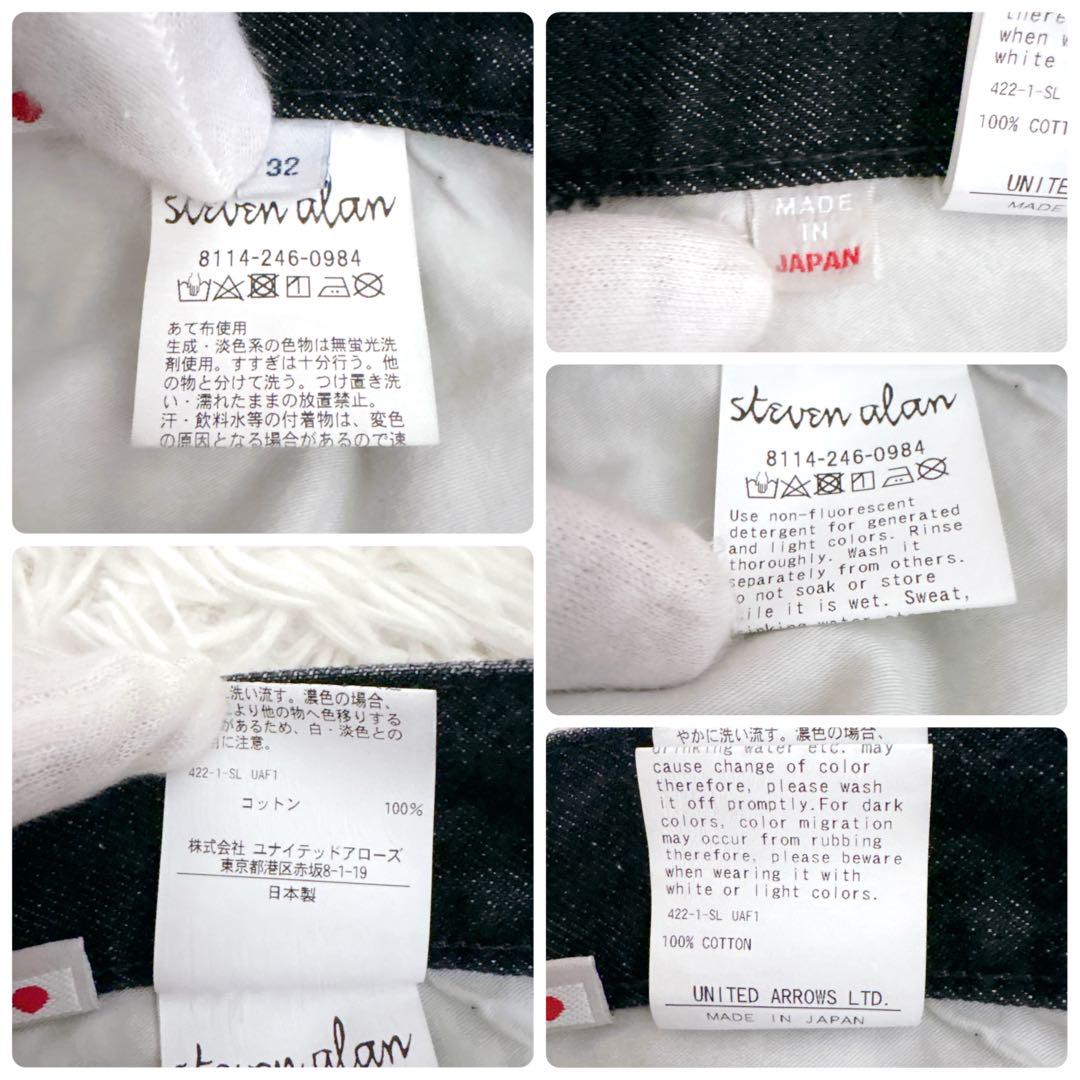 32
steven alan
8114-246-0984
あて布使用
生成・淡色系の色物は無蛍光洗
剤使用。すすぎは十分行う。他
の物と分けて洗う。つけ置き洗
い・濡れたままの放置禁止。
汗・飲料水等の付着物は、変色
の原因となる場合があるので速
there
when
white
422-1-SL
100%
MADE
MADE
IN
JAPAN
steven alan
8114-246-0984
Use non-fluorescent
detergent for generated
and light colors. Rinse
thoroughly. Wash it
separately from others.
not soak or store
it is wet. Sweat,
洗い流す。濃色の場合、
より他の物へ色移りする
があるため、白・淡色との
に注意。
422-1-SL UAF1
コットン 100%
株式会社 ユナイテッドアローズ
東京都港区赤坂8-1-19
日本製
steven alan
やかに洗い流す。濃色の場合、
drinking water etc. may
cause change of color
therefore, please wash
it off promptly.For dark
colors, color migration
may occur from rubbing
therefore, please beware
when wearing it with
white or light colors.
422-1-SL UAF1
100% COTTON
UNITED ARROWS LTD.
MADE IN JAPAN